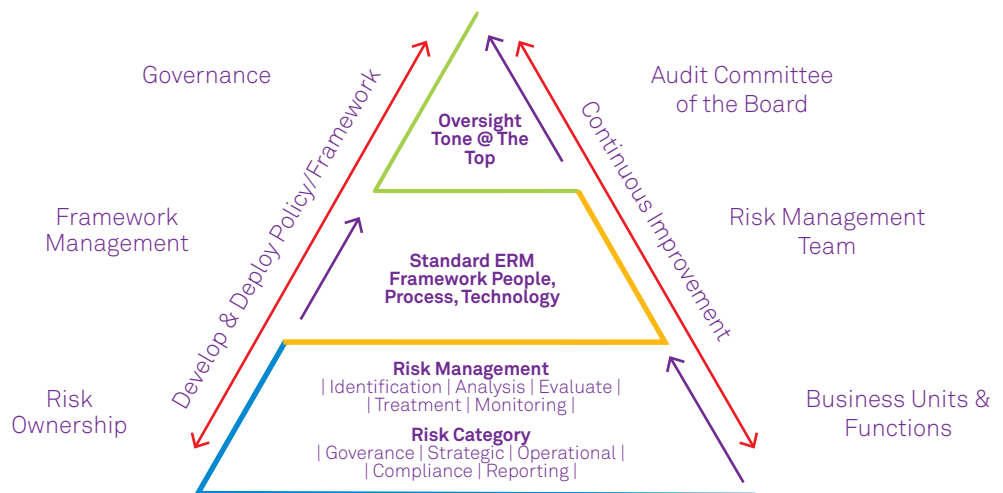 Governance
Audit Committee
of the Board
Oversight
Tone @ The
Top
Develop & Deploy Policy/Framework
Continuous Improvement
Framework
Management
Risk Management
Team
Standard ERM
Framework People,
Process, Technology
Risk
Ownership
Business Units &
Functions
Risk Management
| Identification | Analysis | Evaluate |
| Treatment | Monitoring |
Risk Category
| Goverance | Strategic | Operational |
| Compliance | Reporting |